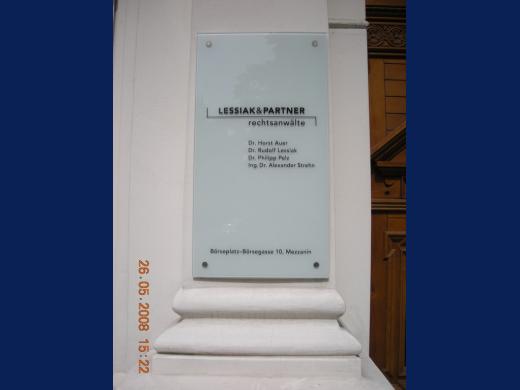 LESSIAK&PARTNER
rechtsanwälte
Dr. Horst Auer
Dr. Rudolf Lessiak
Dr. Philipp Pelz
Ing. Dr. Alexander Strahn
Börseplatz-Börsegasse 10, Mezzanin
26.05.2008 15:22